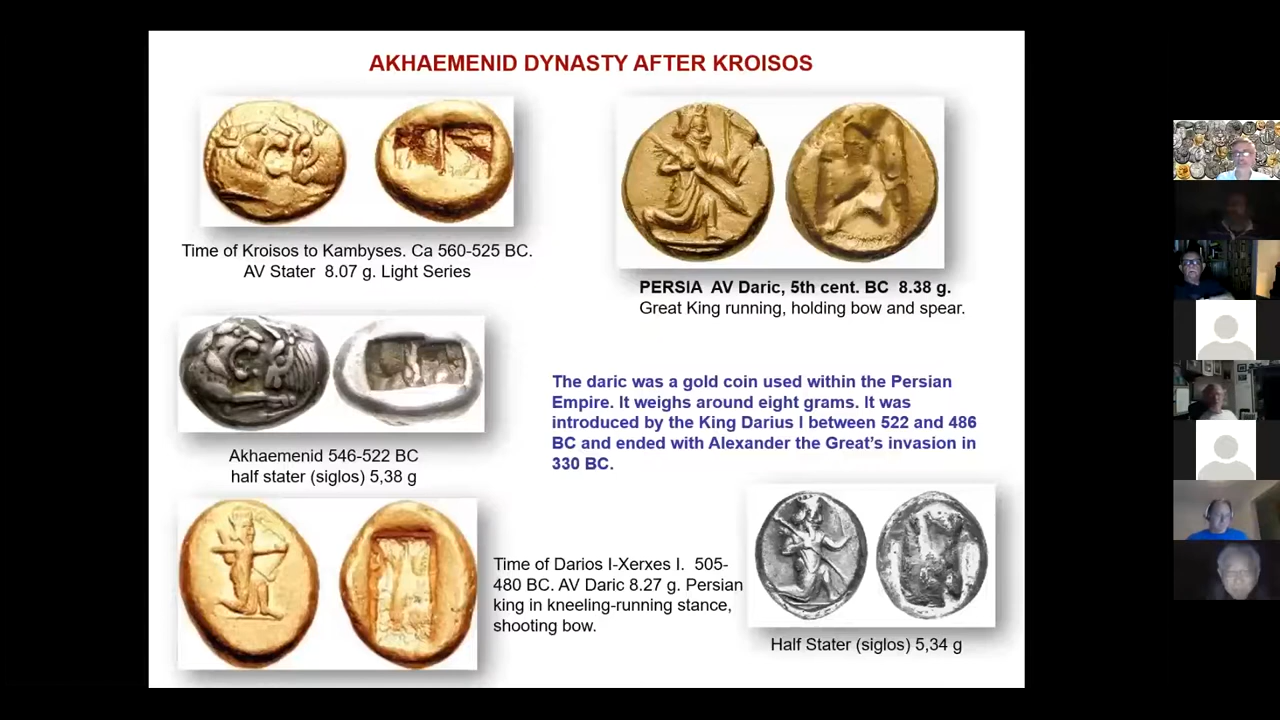 AKHAEMENID DYNASTY AFTER KROISOS
Time of Kroisos to Kambyses. Ca 560-525 BC.
AV Stater 8.07 g. Light Series
PERSIA AV Daric, 5th cent. BC 8.38 g.
Great King running, holding bow and spear.
Akhaemenid 546-522 BC
half stater (siglos) 5,38 g
The daric was a gold coin used within the Persian
Empire. It weighs around eight grams. It was
introduced by the King Darius I between 522 and 486
BC and ended with Alexander the Great’s invasion in
330 BC.
Time of Darios I-Xerxes I. 505-
480 BC. AV Daric 8.27 g. Persian
king in kneeling-running stance,
shooting bow.
Half Stater (siglos) 5,34 g